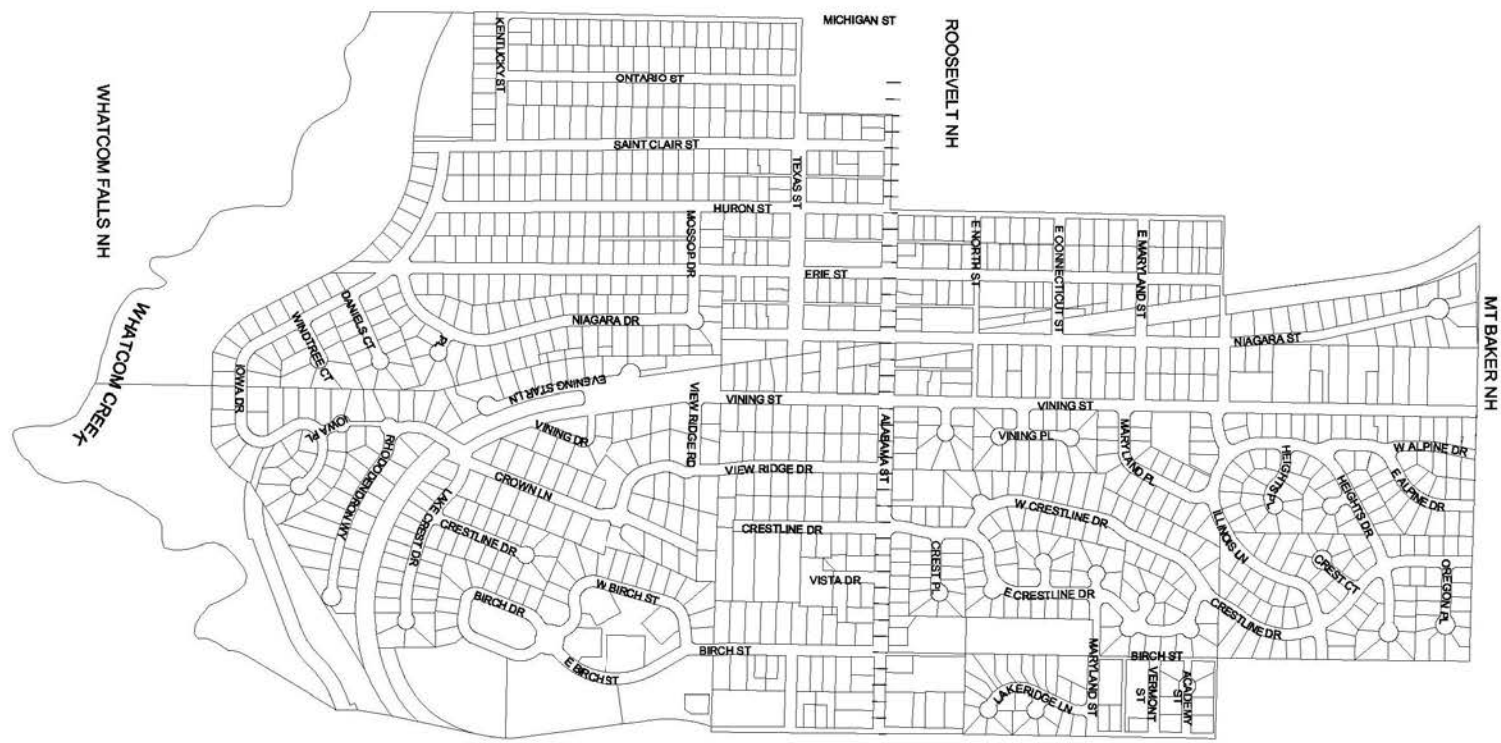 MICHIGAN ST
ROOSEVELT NH
KENTUCKY ST
ONTARIO ST
WHATCOM FALLS NH
SAINT CLAIR ST
TEXAS ST
HURON ST
MOSSOP DR
E NORTH ST
E CONNECTICUT ST
E MARYLAND ST
ERIE ST
MT BAKER NH
DANIELS CT
WINDTREE CT
PL
NIAGARA DR
NIAGARA ST
WHATCOM CREEK
IOWA DR
EVENING STAR LN
VIEW RIDGE RD
VINING ST
VINING ST
IOWA PL
VINING DR
ALABAMA ST
VINING PL
MARYLAND PL
W ALPINE DR
E ALPINE DR
HEIGHTS PL
HEIGHTS DR
RHODODENDRON WY
CROWN LN
VIEW RIDGE DR
LAKE CREST DR
CRESTLINE DR
CRESTLINE DR
W CRESTLINE DR
ILLINOIS LN
CREST PL
CREST CT
OREGON PL
VISTA DR
W BIRCH ST
BIRCH DR
E CRESTLINE DR
CRESTLINE DR
E BIRCH ST
BIRCH ST
MARYLAND ST
BIRCH ST
VERMONT ST
ACADEMY ST
LAKERIDGE LN